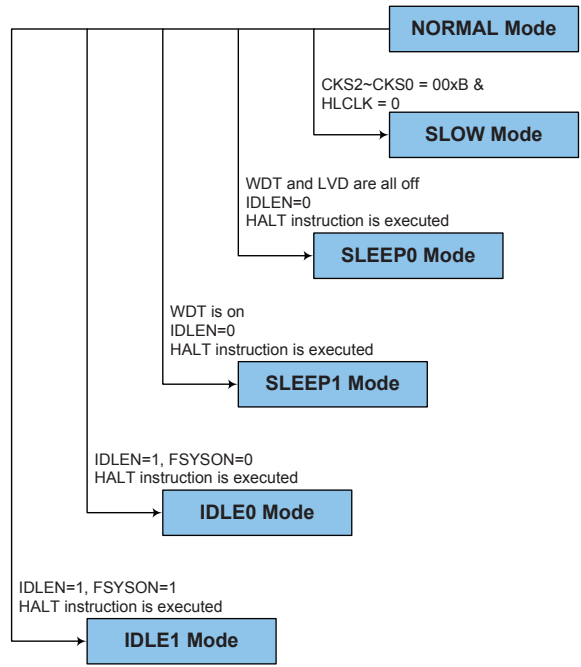 NORMAL Mode
CKS2~CKS0 = 00xB &
HLCLK = 0
SLOW Mode
WDT and LVD are all off
IDLEN=0
HALT instruction is executed
SLEEP0 Mode
WDT is on
IDLEN=0
HALT instruction is executed
SLEEP1 Mode
IDLEN=1, FSYSON=0
HALT instruction is executed
IDLE0 Mode
IDLEN=1, FSYSON=1
HALT instruction is executed
IDLE1 Mode